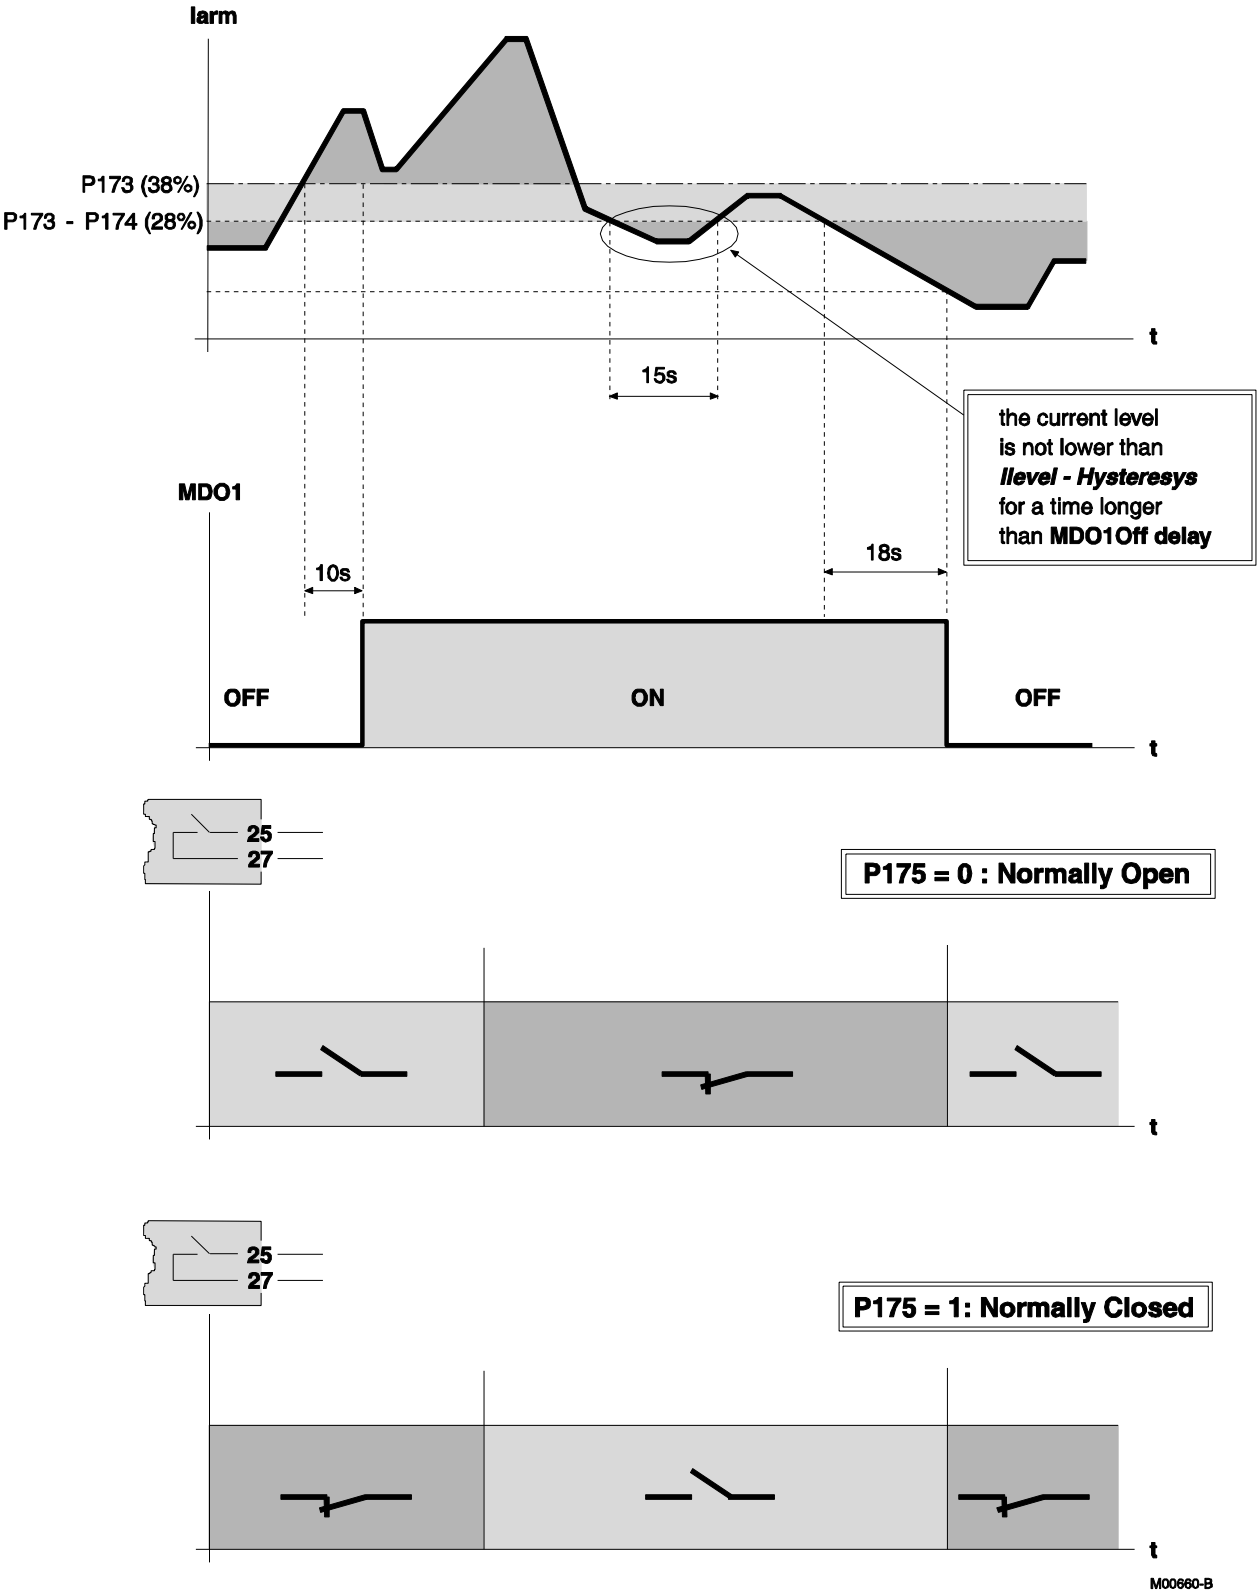 Iarm
P173 (38%)
P173 - P174 (28%)
t
15s
the current level
is not lower than
Ilevel - Hysteresys
for a time longer
than MDO1Off delay
MDO1
18s
10s
OFF
ON
OFF
t
25
27
P175 = 0 : Normally Open
t
25
27
P175 = 1: Normally Closed
t
M00660-B